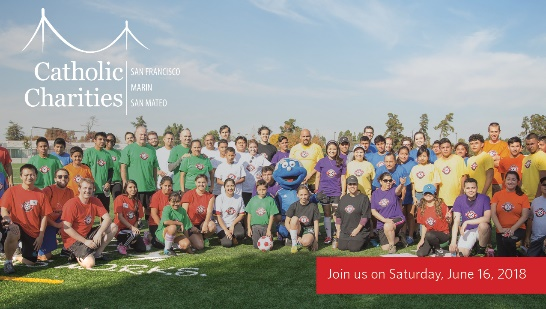 Catholic
Charities
SAN FRANCISCO
MARIN
SAN MATEO
Join us on Saturday, June 16, 2018